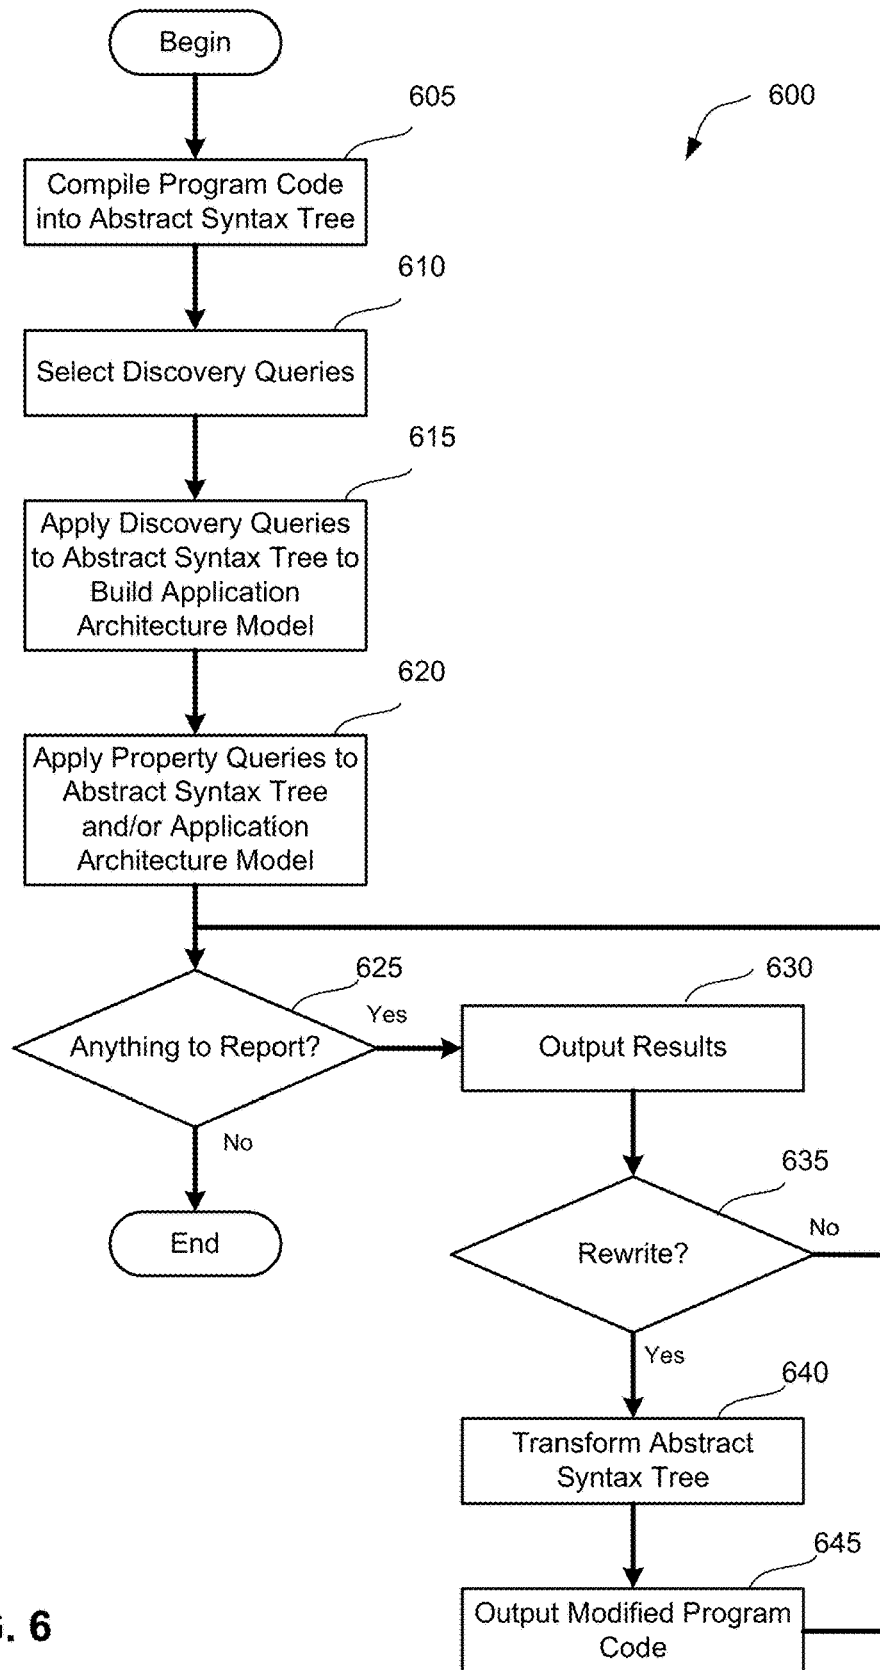 Begin
605
600
Compile Program Code
into Abstract Syntax Tree
610
Select Discovery Queries
615
Apply Discovery Queries
to Abstract Syntax Tree to
Build Application
Architecture Model
620
Apply Property Queries to
Abstract Syntax Tree
and/or Application
Architecture Model
625
Anything to Report?
Yes
No
End
630
Output Results
635
Rewrite?
No
Yes
640
Transform Abstract
Syntax Tree
645
Output Modified Program
Code
. 6